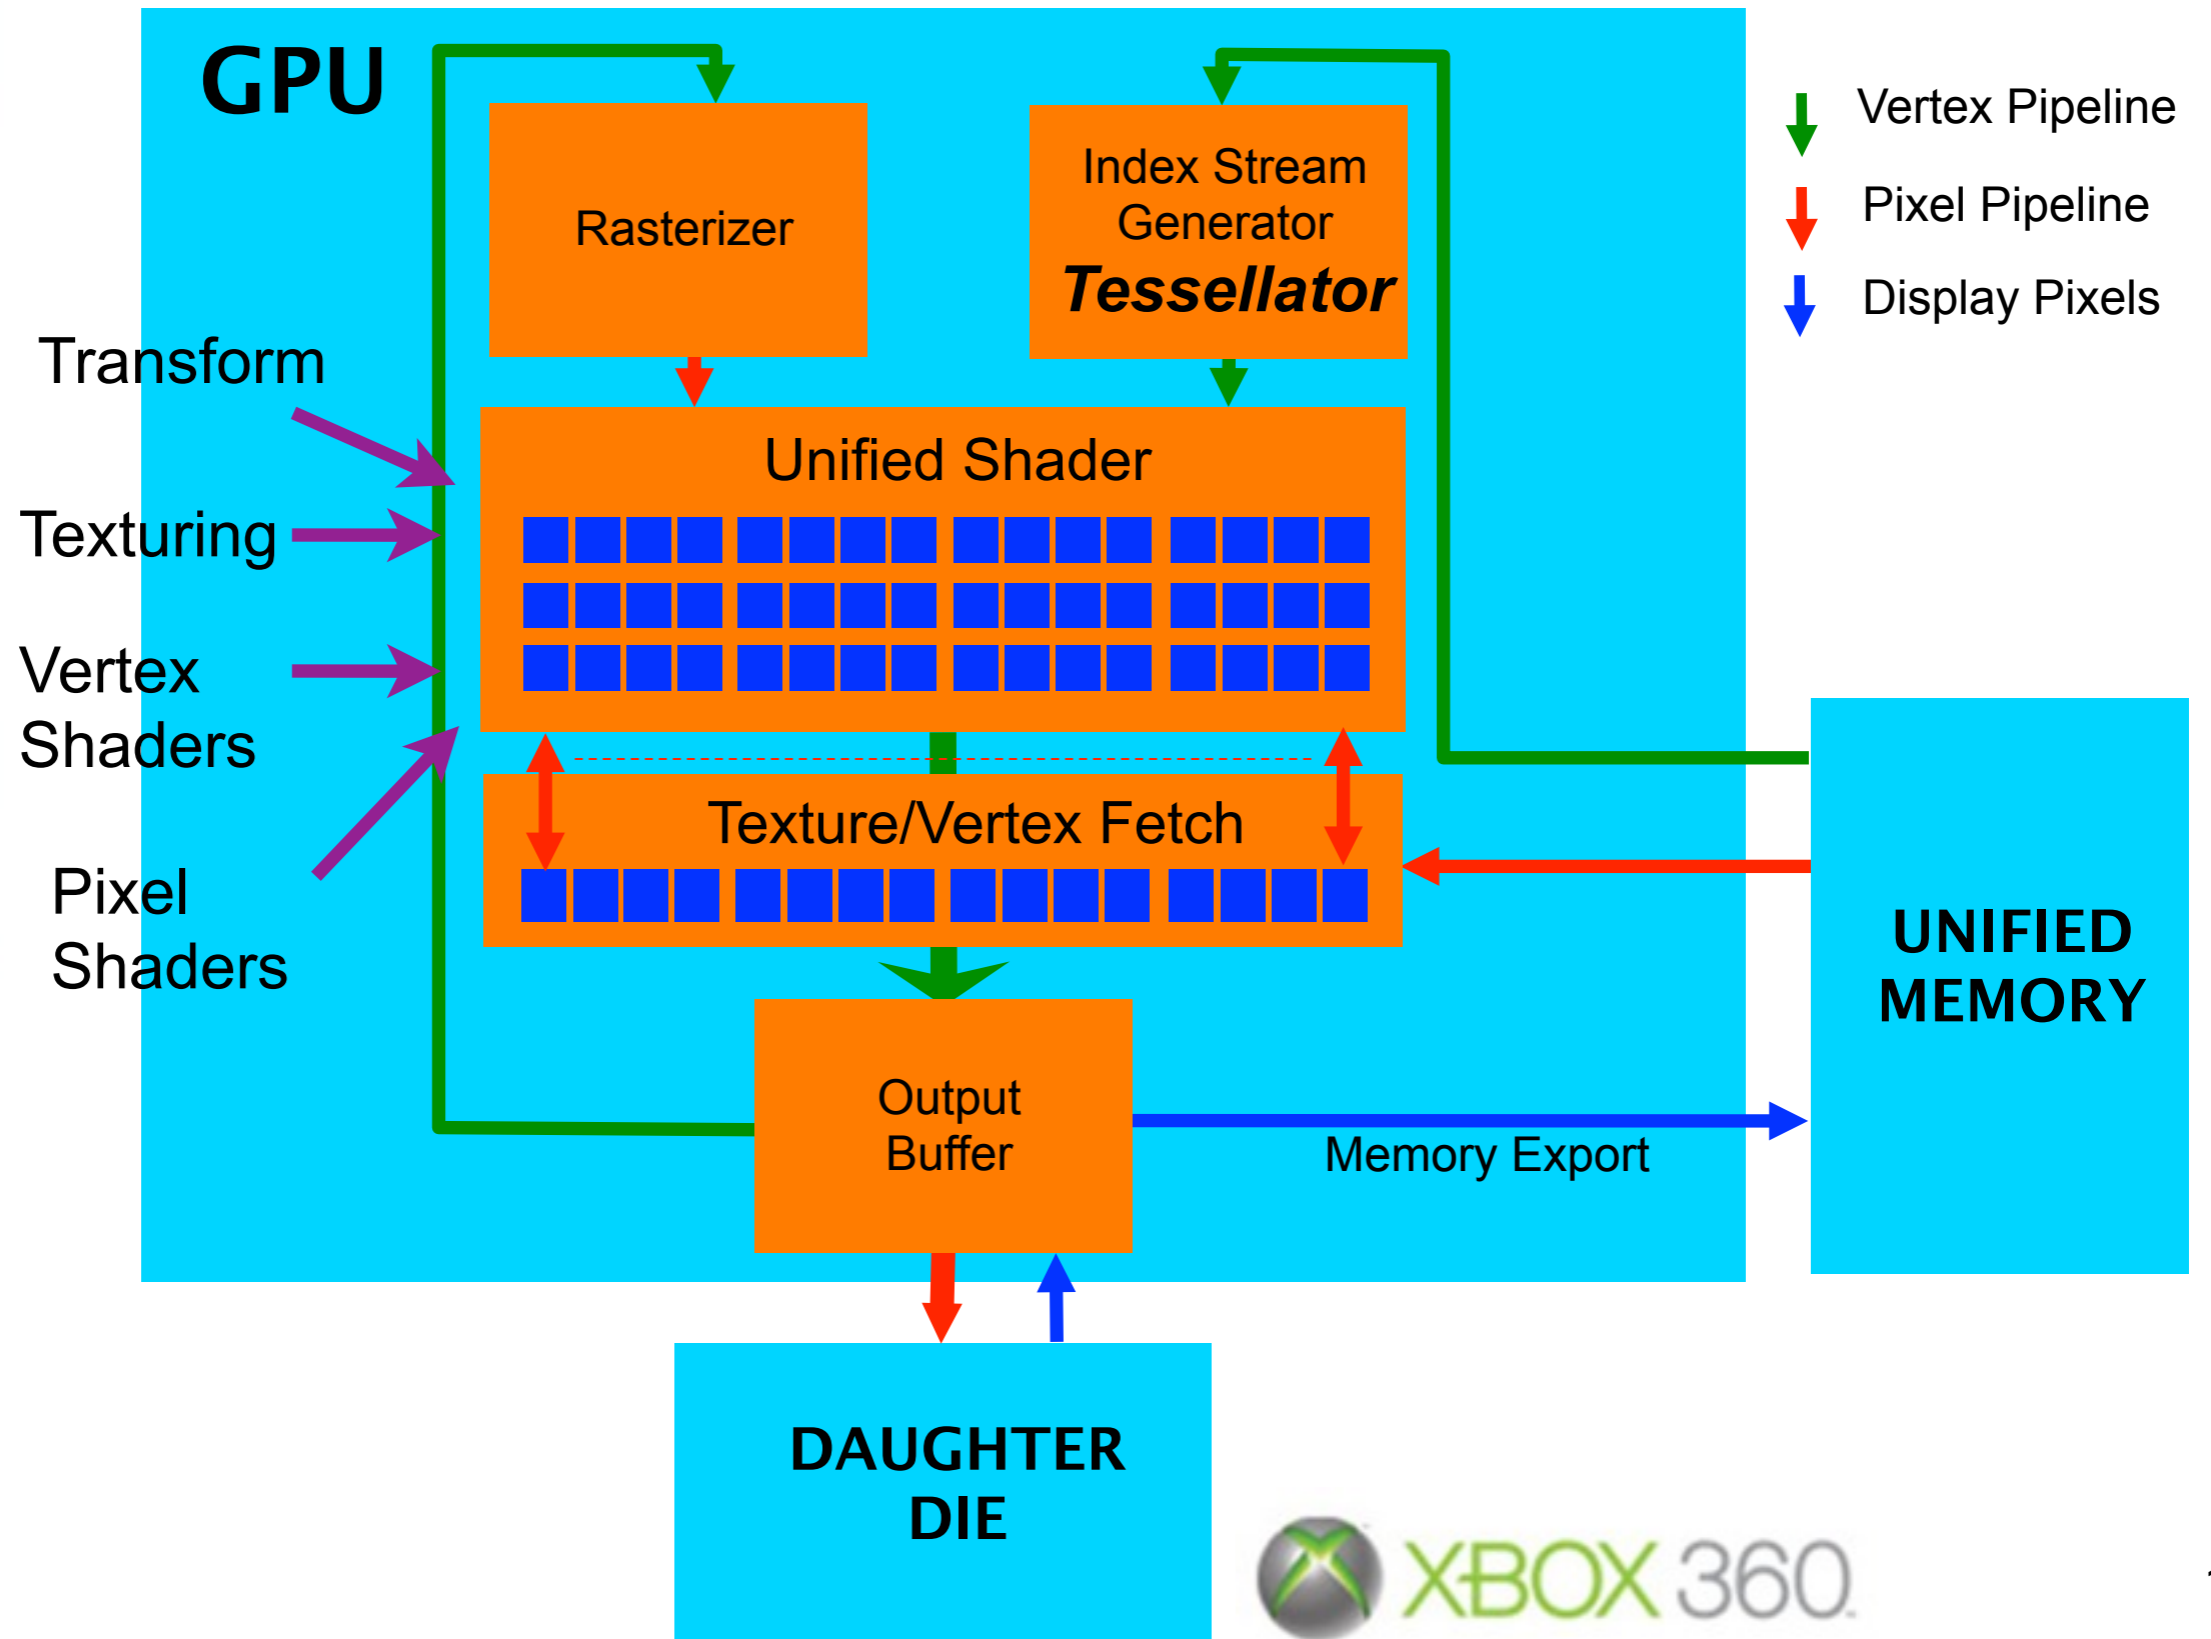 GPU
Rasterizer
Index Stream
Generator
Tessellator
Vertex Pipeline
Pixel Pipeline
Display Pixels
Transform
Texturing
Vertex
Shaders
Pixel
Shaders
Unified Shader
Texture/Vertex Fetch
Output
Buffer
Memory Export
UNIFIED
MEMORY
DAUGHTER
DIE
XBOX 360